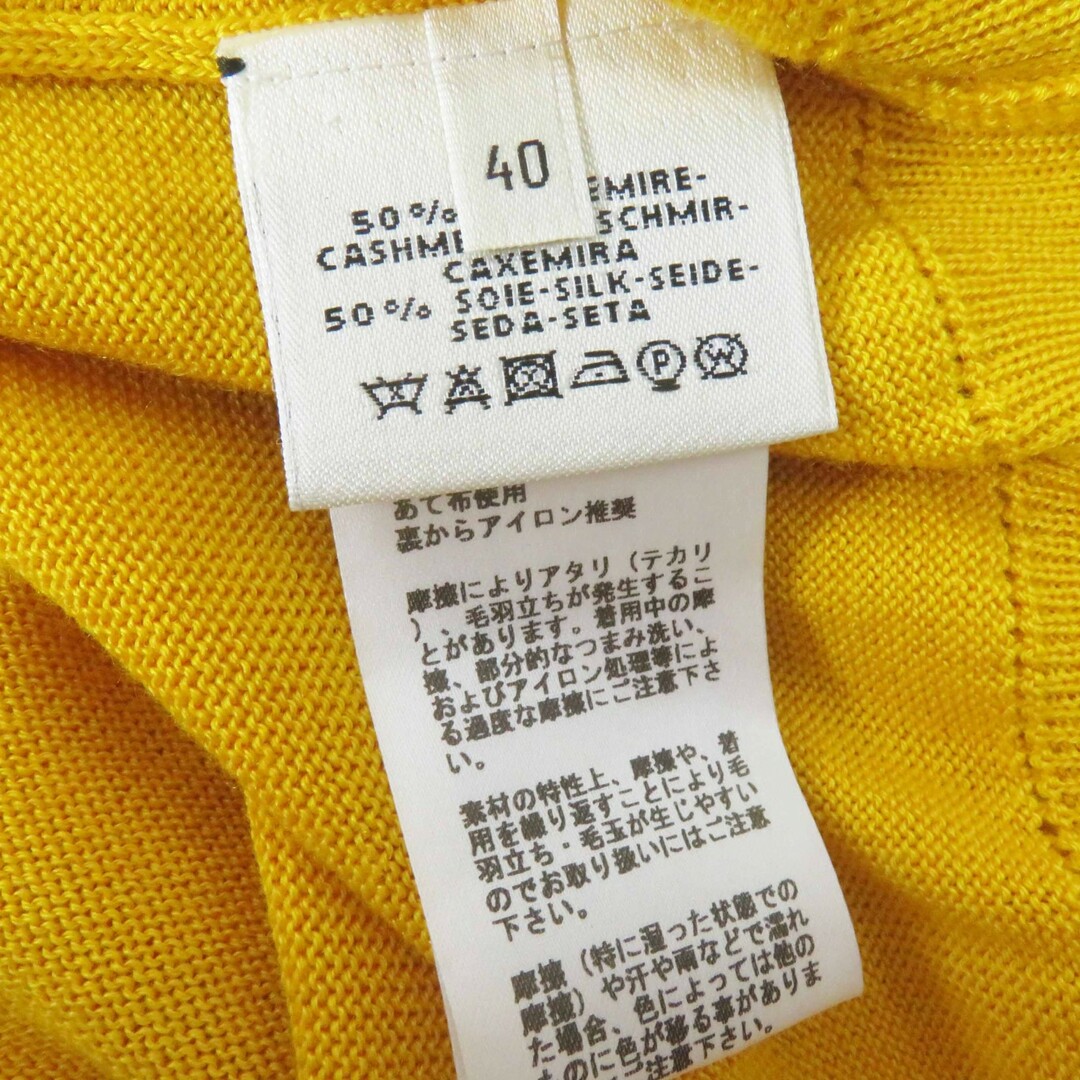 40
50%
EMIRE-
SCHMIR-
CAXEMIRA
50% SOIE-SILK-SEIDE-
SEDA-SETA
P W
あて布使用
裏からアイロン推奨
摩擦によりアタリ（テカリ
）、毛羽立ちが発生するこ
とがあります。着用中の摩
擦、部分的なつまみ洗い、
およびアイロン処理等によ
る過度な摩擦にご注意下さ
い。
素材の特性上、摩擦や、着
用を繰り返すことにより毛
羽立ち・毛玉が生じやすい
のでお取り扱いにはご注意
下さい。
摩擦（特に湿った状態での
摩擦）や汗や雨などで濡れ
た場合、色によっては他の
ものに色が移る事がありま
注意下さい。